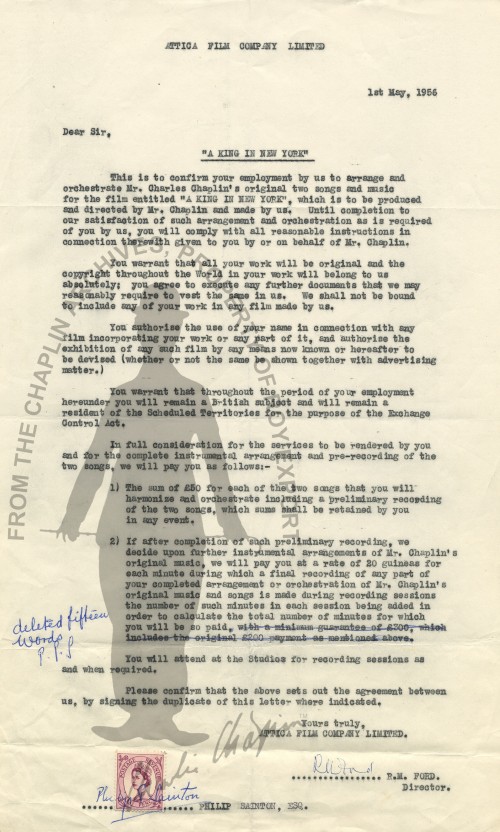 ATTICA FILM COMPANY LIMITED
1st May, 1956
Dear Sir,
"A KING IN NEW YORK"
This is to confirm your employment by us to arrange and
orchestrate Mr. Charles Chaplin's original two songs and music
for the film entitled "A KING IN NEW YORK", which is to be produced
and directed by Mr. Chaplin and made by us. Until completion to
our satisfaction of such arrangement and orchestration as is required
of you by us, you will comply with all reasonable instructions in
connection therewith given to you by or on behalf of Mr. Chaplin.
You warrant that all your work will be original and the
copyright throughout the World in your work will belong to us
absolutely; you agree to execute any further documents that we may
reasonably require to vest the same in us. We shall not be bound
to include any of your work in any film made by us.
You authorise the use of your name in connection with any
film incorporating your work or any part of it, and authorise the
exhibition of any such film by any means now known or hereafter to
be devised (whether or not the same be shown together with advertising
matter.)
You warrant that throughout the period of your employment
hereunder you will remain a British subject and will remain a
resident of the Scheduled Territories for the purpose of the Exchange
Control Act.
In full consideration for the services to be rendered by you
and for the complete instrumental arrangement and pre-recording of the
two songs, we will pay you as follows:-
1) The sum of £50 for each of the two songs that you will
harmonize and orchestrate including a preliminary recording
of the two songs, which sums shall be retained by you
in any event.
2) If after completion of such preliminary recording, we
decide upon further instrumental arrangements of Mr. Chaplin's
original music, we will pay you at a rate of 20 guineas for
each minute during which a final recording of any part of
your completed arrangement or orchestration of Mr. Chaplin's
original music and songs is made during recording sessions
the number of such minutes in each session being added in
order to calculate the total number of minutes for which
you will be so paid, with a minimum guarantee of £300, which
includes the original £200 payment as mentioned above.
deleted fifteen
words
P.P.S
You will attend at the Studios for recording sessions as
and when required.
Please confirm that the above sets out the agreement between
us, by signing the duplicate of this letter where indicated.
Yours truly,
ATTICA FILM COMPANY LIMITED.
Charlie Chaplin
RM Ford
R.M. FORD.
Director.
Philip Sainton
PHILIP SAINTON, ESQ.
FROM THE CHAPLIN ARCHIVES, PROPERTY OF ROY EXPORT